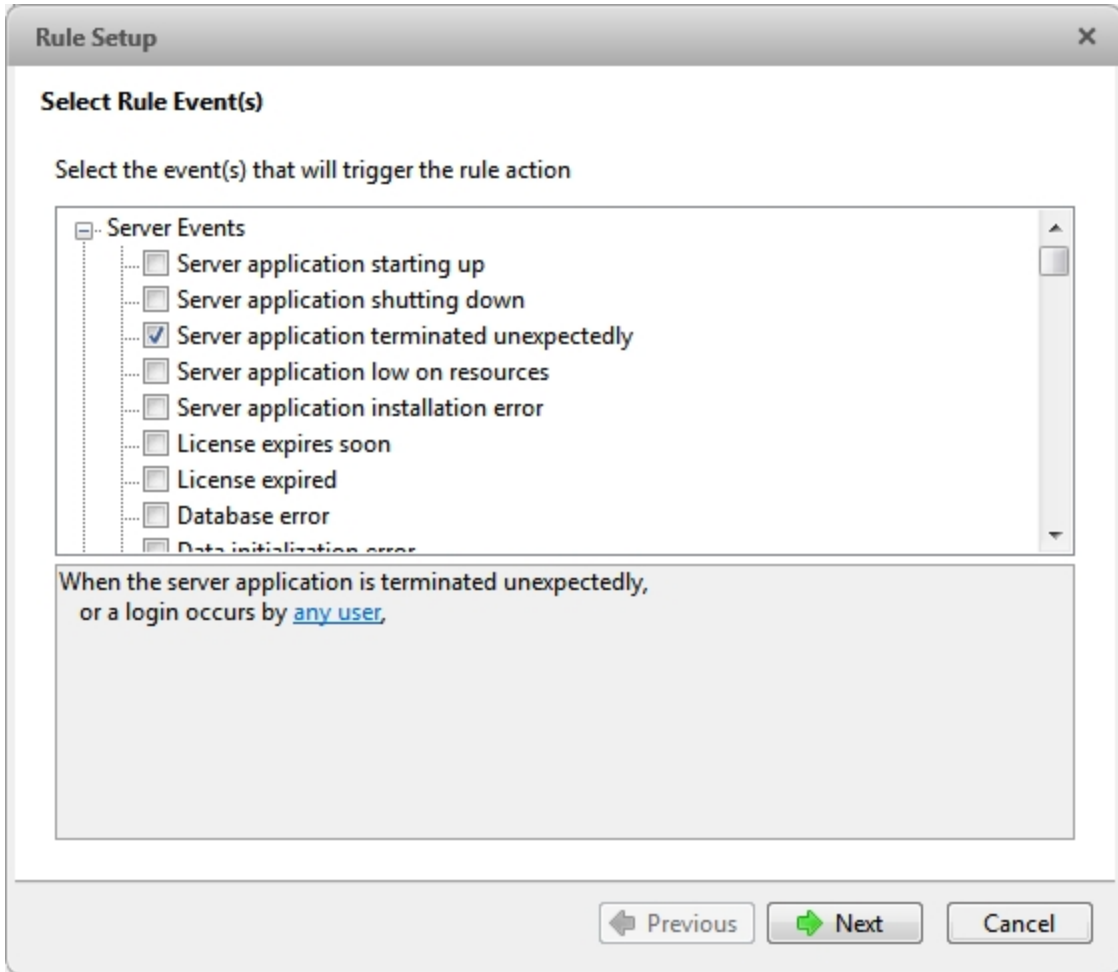 Rule Setup
Select Rule Event(s)
Select the event(s) that will trigger the rule action
Server Events
Server application starting up
Server application shutting down
Server application terminated unexpectedly
Server application low on resources
Server application installation error
License expires soon
License expired
Database error
Data initialization error
When the server application is terminated unexpectedly,
or a login occurs by any user,
Previous
Next
Cancel